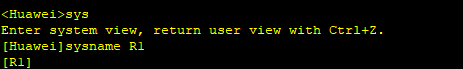 <Huawei>sys
Enter system view, return user view with Ctrl+Z.
[Huawei]sysname R1
[R1]